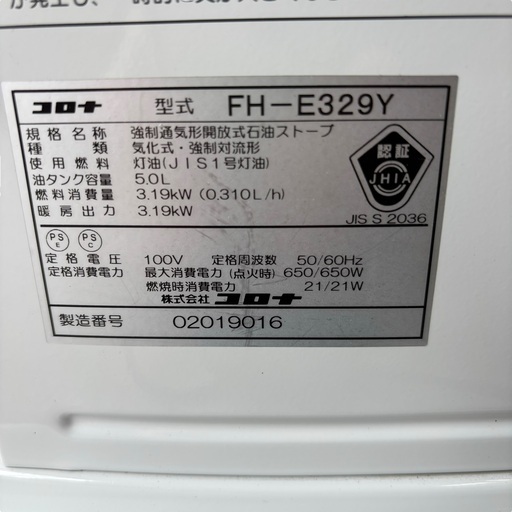 コロナ 型式 FH-E329Y
規格名称 強制通気形開放式石油ストーブ
種類 気化式・強制対流形
使用燃料 灯油(JIS1号灯油)
油タンク容量 5.0L
燃料消費量 3.19kW (0.310L/h)
暖房出力 3.19kW
認証
JHIA
JIS S 2036
PS E PS C
定格電圧 100V 定格周波数 50/60Hz
定格消費電力 最大消費電力(点火時) 650/650W
燃焼時消費電力 21/21W
株式会社 コロナ
製造番号 02019016